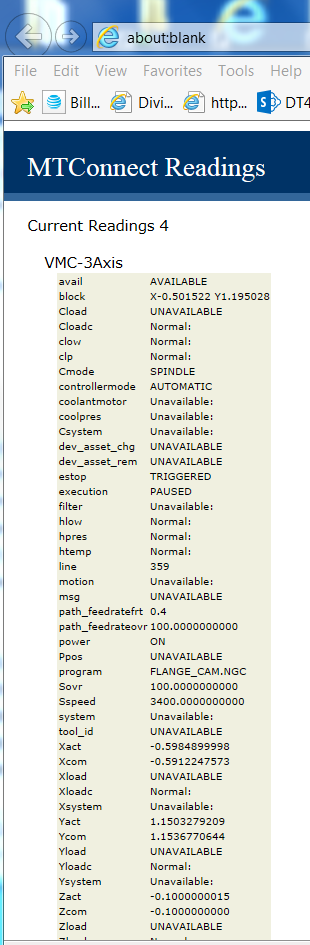 about:blank
File Edit View Favorites Tools Help
Bill... Divi... http... DT4
MTConnect Readings
Current Readings 4
VMC-3Axis
avail AVAILABLE
block X-0.501522 Y1.195028
Cload UNAVAILABLE
Cloadc Normal:
clow Normal:
clp Normal:
Cmode SPINDLE
controllermode AUTOMATIC
coolantmotor Unavailable:
coolpres Unavailable:
Csystem Unavailable:
dev_asset_chg UNAVAILABLE
dev_asset_rem UNAVAILABLE
estop TRIGGERED
execution PAUSED
filter Unavailable:
hlow Normal:
hpres Normal:
htemp Normal:
line 359
motion Unavailable:
msg UNAVAILABLE
path_feedratefrt 0.4
path_feedrateovr 100.0000000000
power ON
Ppos UNAVAILABLE
program FLANGE_CAM.NGC
Sovr 100.0000000000
Sspeed 3400.0000000000
system Unavailable:
tool_id UNAVAILABLE
Xact -0.5984899998
Xcom -0.5912247573
Xload UNAVAILABLE
Xloadc Normal:
Xsystem Unavailable:
Yact 1.1503279209
Ycom 1.1536770644
Yload UNAVAILABLE
Yloadc Normal:
Ysystem Unavailable:
Zact -0.1000000015
Zcom -0.1000000000
Zload UNAVAILABLE